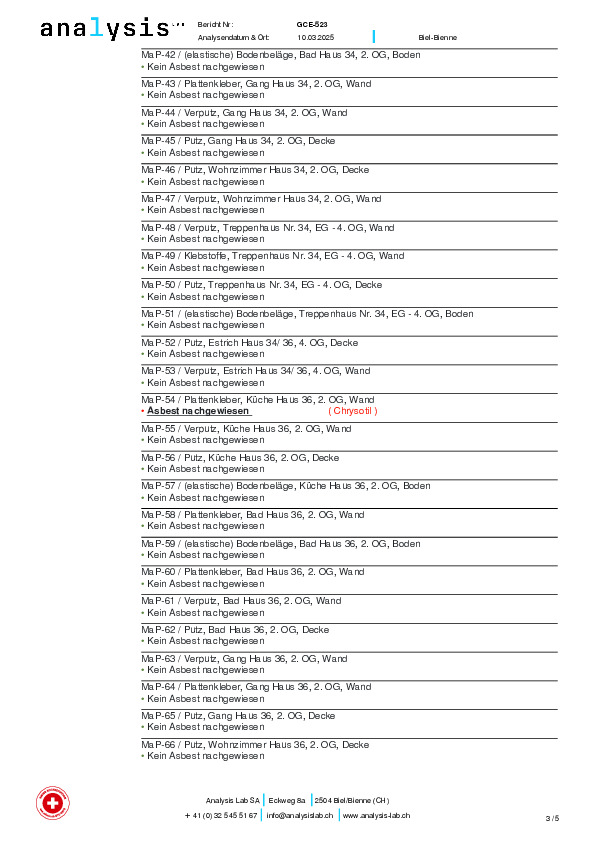 analysis
Bericht Nr: GCE-523
Analysendatum & Ort: 10.03.2025 Biel-Bienne
MaP-42 / (elastische) Bodenbeläge, Bad Haus 34, 2. OG, Boden
• Kein Asbest nachgewiesen
MaP-43 / Plattenkleber, Gang Haus 34, 2. OG, Wand
• Kein Asbest nachgewiesen
MaP-44 / Verputz, Gang Haus 34, 2. OG, Wand
• Kein Asbest nachgewiesen
MaP-45 / Putz, Gang Haus 34, 2. OG, Decke
• Kein Asbest nachgewiesen
MaP-46 / Putz, Wohnzimmer Haus 34, 2. OG, Decke
• Kein Asbest nachgewiesen
MaP-47 / Verputz, Wohnzimmer Haus 34, 2. OG, Wand
• Kein Asbest nachgewiesen
MaP-48 / Verputz, Treppenhaus Nr. 34, EG - 4. OG, Wand
• Kein Asbest nachgewiesen
MaP-49 / Klebstoffe, Treppenhaus Nr. 34, EG - 4. OG, Wand
• Kein Asbest nachgewiesen
MaP-50 / Putz, Treppenhaus Nr. 34, EG - 4. OG, Decke
• Kein Asbest nachgewiesen
MaP-51 / (elastische) Bodenbeläge, Treppenhaus Nr. 34, EG - 4. OG, Boden
• Kein Asbest nachgewiesen
MaP-52 / Putz, Estrich Haus 34/ 36, 4. OG, Decke
• Kein Asbest nachgewiesen
MaP-53 / Verputz, Estrich Haus 34/ 36, 4. OG, Wand
• Kein Asbest nachgewiesen
MaP-54 / Plattenkleber, Küche Haus 36, 2. OG, Wand
• Asbest nachgewiesen ( Chrysotil )
MaP-55 / Verputz, Küche Haus 36, 2. OG, Wand
• Kein Asbest nachgewiesen
MaP-56 / Putz, Küche Haus 36, 2. OG, Decke
• Kein Asbest nachgewiesen
MaP-57 / (elastische) Bodenbeläge, Küche Haus 36, 2. OG, Boden
• Kein Asbest nachgewiesen
MaP-58 / Plattenkleber, Bad Haus 36, 2. OG, Wand
• Kein Asbest nachgewiesen
MaP-59 / (elastische) Bodenbeläge, Bad Haus 36, 2. OG, Boden
• Kein Asbest nachgewiesen
MaP-60 / Plattenkleber, Bad Haus 36, 2. OG, Wand
• Kein Asbest nachgewiesen
MaP-61 / Verputz, Bad Haus 36, 2. OG, Wand
• Kein Asbest nachgewiesen
MaP-62 / Putz, Bad Haus 36, 2. OG, Decke
• Kein Asbest nachgewiesen
MaP-63 / Verputz, Gang Haus 36, 2. OG, Wand
• Kein Asbest nachgewiesen
MaP-64 / Plattenkleber, Gang Haus 36, 2. OG, Wand
• Kein Asbest nachgewiesen
MaP-65 / Putz, Gang Haus 36, 2. OG, Decke
• Kein Asbest nachgewiesen
MaP-66 / Putz, Wohnzimmer Haus 36, 2. OG, Decke
• Kein Asbest nachgewiesen
Analysis Lab SA | Eckweg 8a | 2504 Biel/Bienne (CH)
+ 41 (0) 32 545 51 67 | info@analysislab.ch | www.analysis-lab.ch
3 / 5